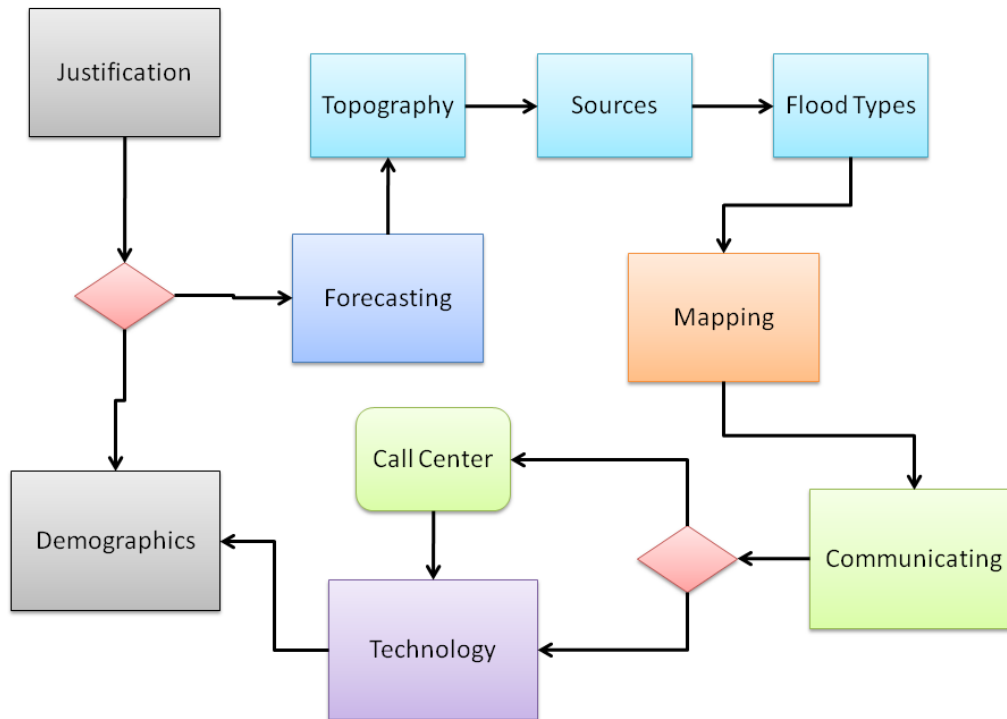 Justification
Topography
Sources
Flood Types
Forecasting
Mapping
Call Center
Demographics
Communicating
Technology